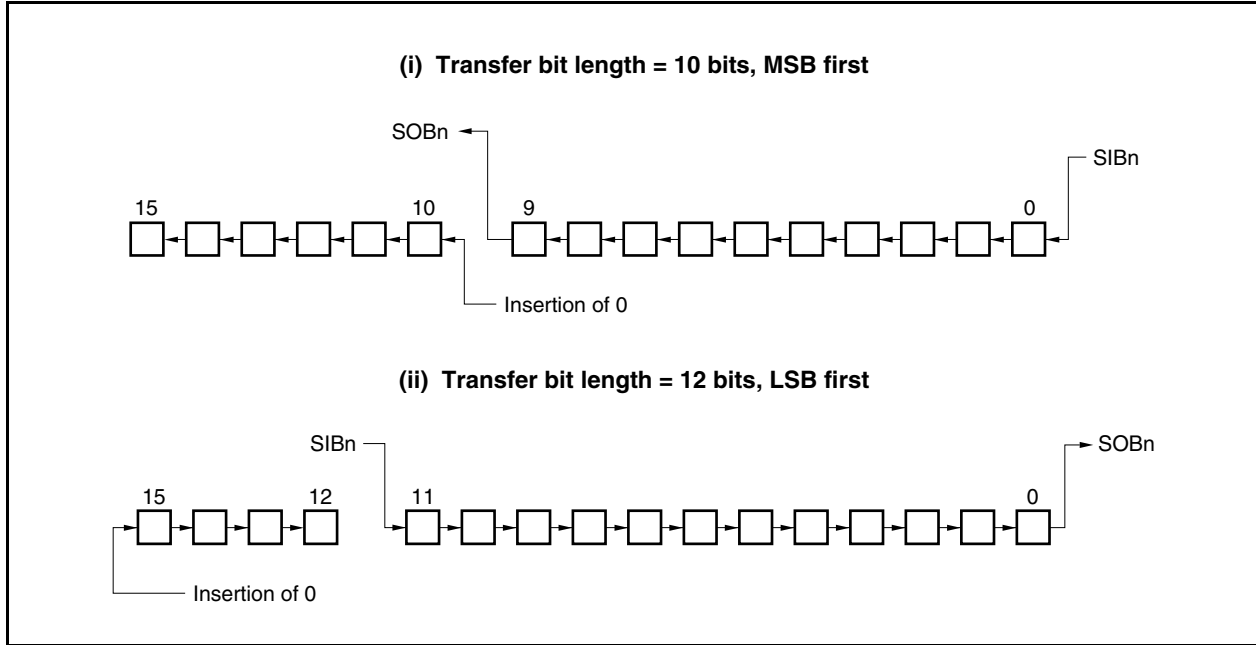 (i) Transfer bit length = 10 bits, MSB first
SOBn
SIBn
15
10
9
0
Insertion of 0
(ii) Transfer bit length = 12 bits, LSB first
SIBn
SOBn
15
12
11
0
Insertion of 0